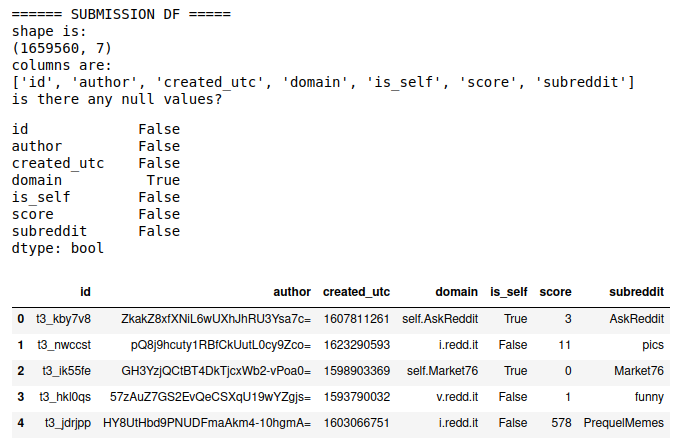 ====== SUBMISSION DF =====
shape is:
(1659560, 7)
columns are:
['id', 'author', 'created_utc', 'domain', 'is_self', 'score', 'subreddit']
is there any null values?
id False
author False
created_utc False
domain True
is_self False
score False
subreddit False
dtype: bool
id author created_utc domain is_self score subreddit
0 t3_kby7v8 ZkakZ8xfXNiL6wUXhJhRU3Ysa7c= 1607811261 self.AskReddit True 3 AskReddit
1 t3_nwccst pQ8j9hcuty1RBfCkUutL0cy9Zco= 1623290593 i.redd.it False 11 pics
2 t3_ik55fe GH3YzjQCtBT4DkTjcxWb2-vPoa0= 1598903369 self.Market76 True 0 Market76
3 t3_hkl0qs 57zAuZ7GS2EvQeCSXqU19wYZgjs= 1593790032 v.redd.it False 1 funny
4 t3_jdrjpp HY8UtHbd9PNUDFmaAkm4-10hgmA= 1603066751 i.redd.it False 578 PrequelMemes